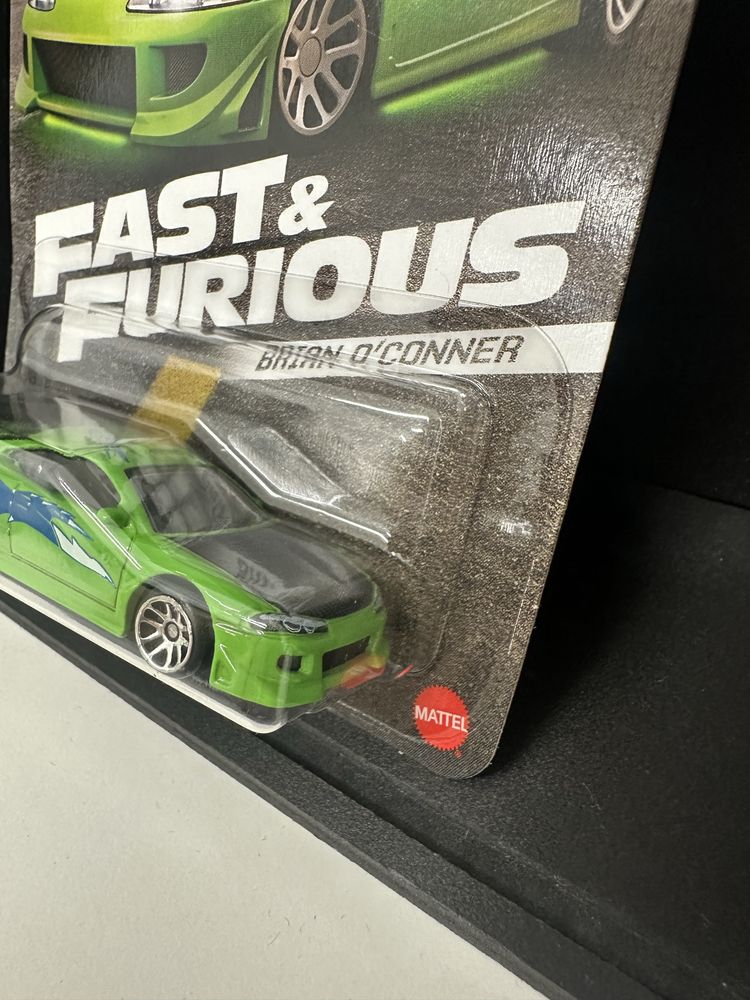 FAST &
FURIOUS
BRIAN O'CONNER
MATTEL